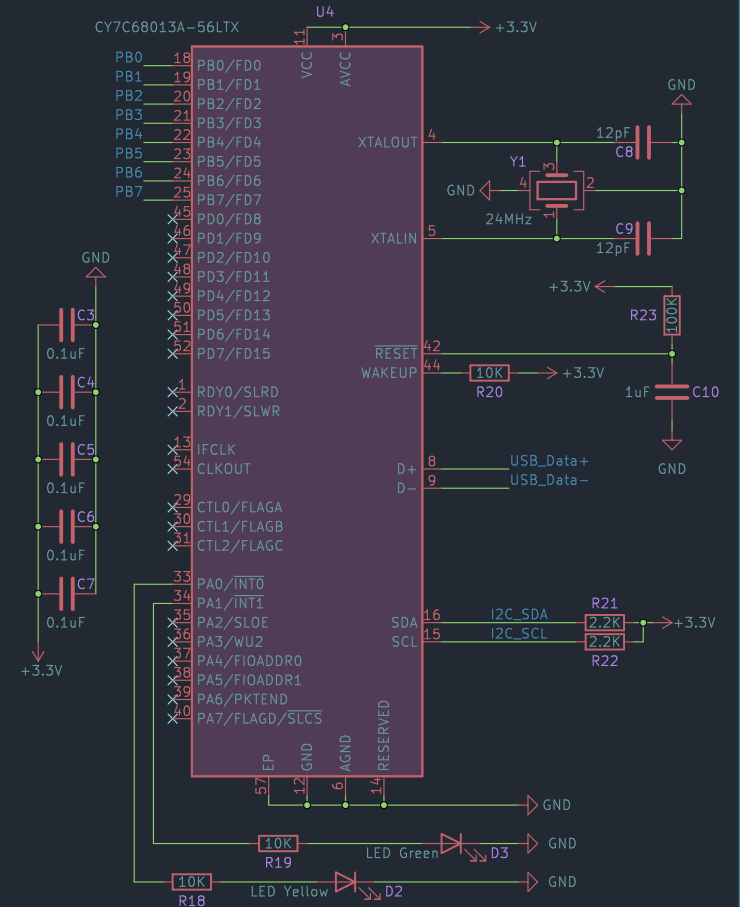 U4
CY7C68013A-56LTX
11
VCC
3
AVCC
+3.3V
PB0 18 PB0/FD0
PB1 19 PB1/FD1
PB2 20 PB2/FD2
PB3 21 PB3/FD3
PB4 22 PB4/FD4
PB5 23 PB5/FD5
PB6 24 PB6/FD6
PB7 25 PB7/FD7
45 PD0/FD8
46 PD1/FD9
47 PD2/FD10
48 PD3/FD11
49 PD4/FD12
50 PD5/FD13
51 PD6/FD14
52 PD7/FD15
1 RDY0/SLRD
2 RDY1/SLWR
13 IFCLK
54 CLKOUT
29 CTL0/FLAGA
30 CTL1/FLAGB
31 CTL2/FLAGC
33 PA0/INT0
34 PA1/INT1
35 PA2/SLOE
36 PA3/WU2
37 PA4/FIOADDR0
38 PA5/FIOADDR1
39 PA6/PKTEND
40 PA7/FLAGD/SLCS
XTALOUT 4
XTALIN 5
RESET 42
WAKEUP 44
D+ 8 USB_Data+
D- 9 USB_Data-
SDA 16 I2C_SDA
SCL 15 I2C_SCL
GND
12pF
C8
Y1
3
GND 4 2
1
24MHz
C9
12pF
+3.3V
R23 100K
10K +3.3V
R20
1uF C10
GND
R21
2.2K +3.3V
2.2K
R22
GND
C3
0.1uF
C4
0.1uF
C5
0.1uF
C6
0.1uF
C7
0.1uF
+3.3V
EP
57
GND
12
AGND
6
RESERVED
14
GND
10K
R19
LED Green D3 GND
10K
R18
LED Yellow D2 GND